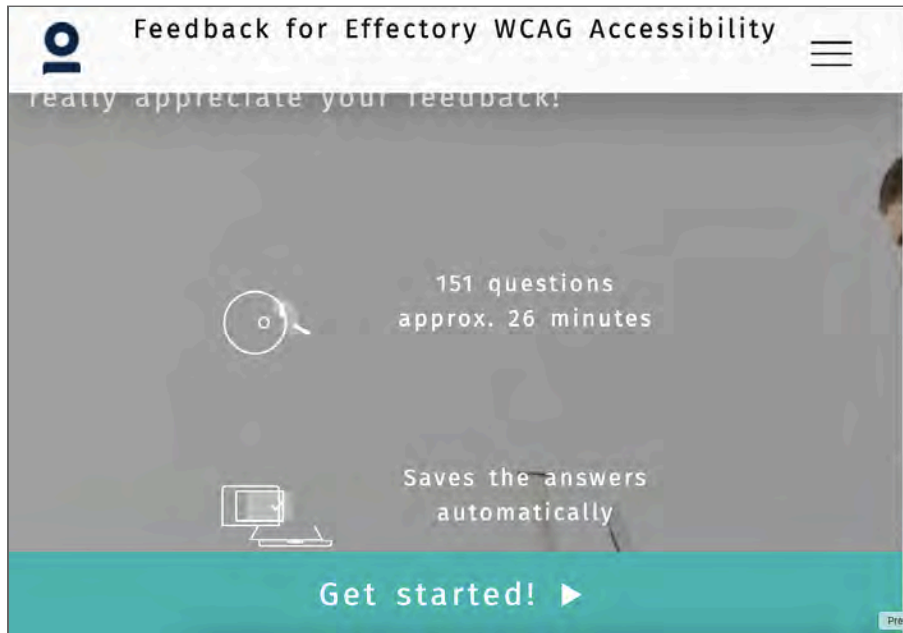 Feedback for Effectory WCAG Accessibility
really appreciate your feedback!
151 questions
approx. 26 minutes
Saves the answers
automatically
Get started! ▶
Pre